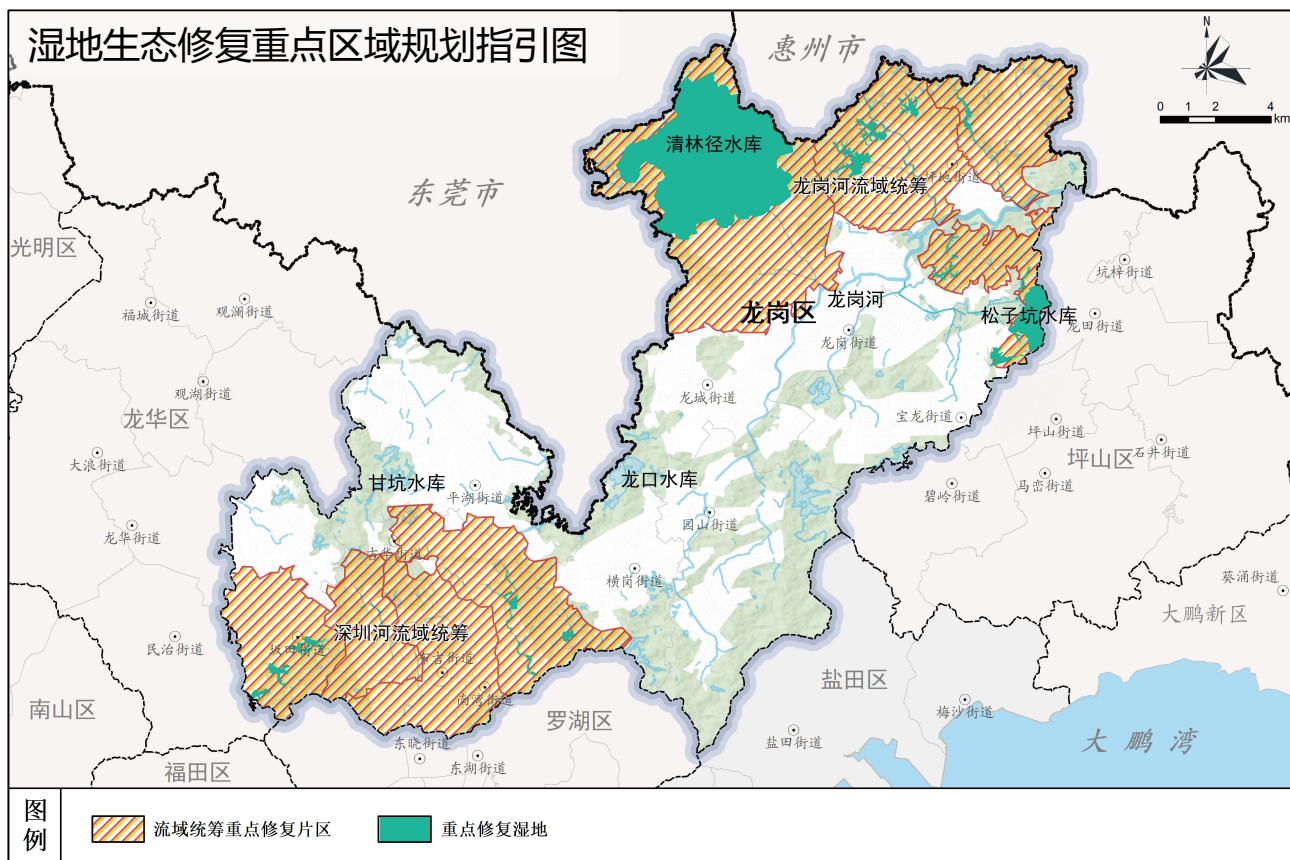 湿地生态修复重点区域规划指引图
惠州市
N
0 1 2 4
km
清林径水库
东莞市
龙岗河流域统筹
坪地街道
光明区
坑梓街道
福城街道
观澜街道
龙岗区
龙岗河
松子坑水库
龙田街道
龙岗街道
观湖街道
龙城街道
龙华区
宝龙街道
坪山街道
大浪街道
石井街道
坪山区
甘坑水库
平湖街道
龙口水库
碧岭街道
马峦街道
龙华街道
园山街道
吉华街道
横岗街道
葵涌街道
大鹏新区
民治街道
坂田街道
深圳河流域统筹
布吉街道
盐田区
南湾街道
南山区
罗湖区
梅沙街道
东晓街道
盐田街道
大鹏湾
福田区
东湖街道
图例
流域统筹重点修复片区
重点修复湿地